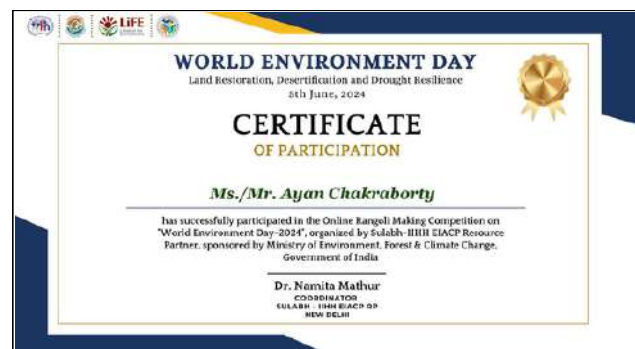 LiFE
WORLD ENVIRONMENT DAY
Land Restoration, Desertification and Drought Resilience
5th June, 2024
CERTIFICATE
OF PARTICIPATION
Ms./Mr. Ayan Chakraborty
has successfully participated in the Online Rangoli Making Competition on
"World Environment Day-2024", organized by Sulabh-IIHH EIACP Resource
Partner, sponsored by Ministry of Environment, Forest & Climate Change,
Government of India
Dr. Namita Mathur
COORDINATOR
SULABH - IIHH EIACP RP
NEW DELHI